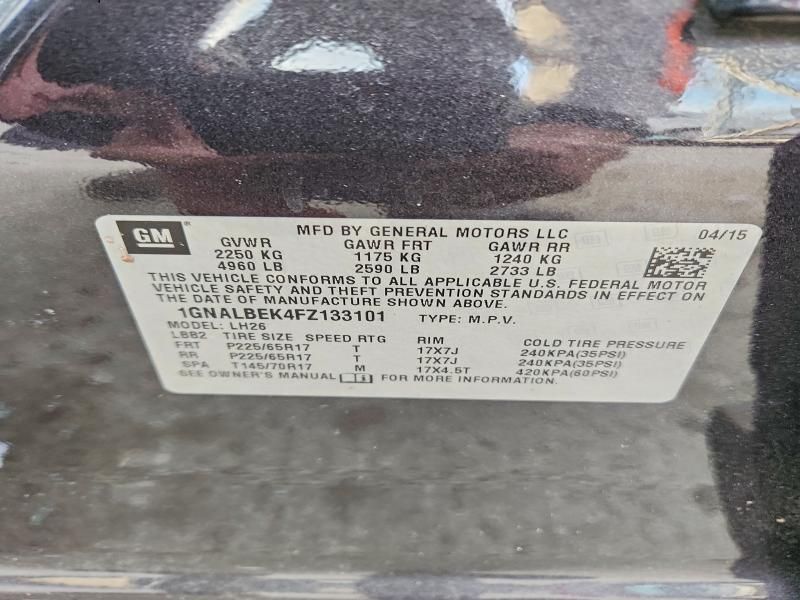 GM
MFD BY GENERAL MOTORS LLC 04/15
GVWR GAWR FRT GAWR RR
2250 KG 1175 KG 1240 KG
4960 LB 2590 LB 2733 LB
THIS VEHICLE CONFORMS TO ALL APPLICABLE U.S. FEDERAL MOTOR
VEHICLE SAFETY AND THEFT PREVENTION STANDARDS IN EFFECT ON
THE DATE OF MANUFACTURE SHOWN ABOVE.
1GNALBEK4FZ133101 TYPE: M.P.V.
MODEL: LH26
LBB2 TIRE SIZE SPEED RTG RIM COLD TIRE PRESSURE
FRT P225/65R17 T 17X7J 240KPA(35PSI)
RR P225/65R17 T 17X7J 240KPA(35PSI)
SPA T145/70R17 M 17X4.5T 420KPA(60PSI)
SEE OWNER'S MANUAL FOR MORE INFORMATION.